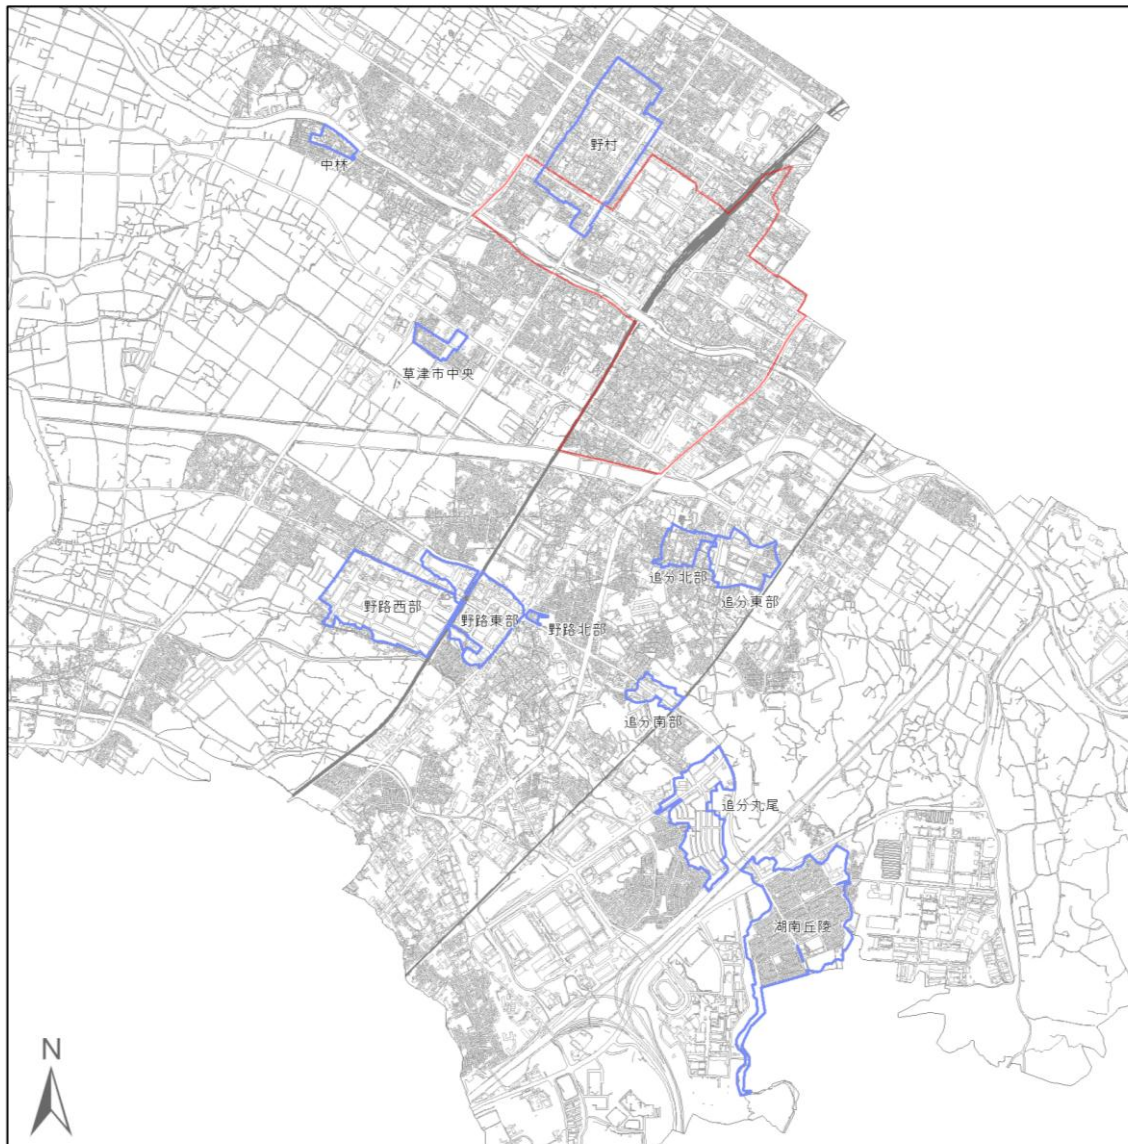 野村
中林
草津市中央
追分北部
追分東部
野路西部
野路東部
野路北部
追分南部
追分丸尾
湖南丘陵
N